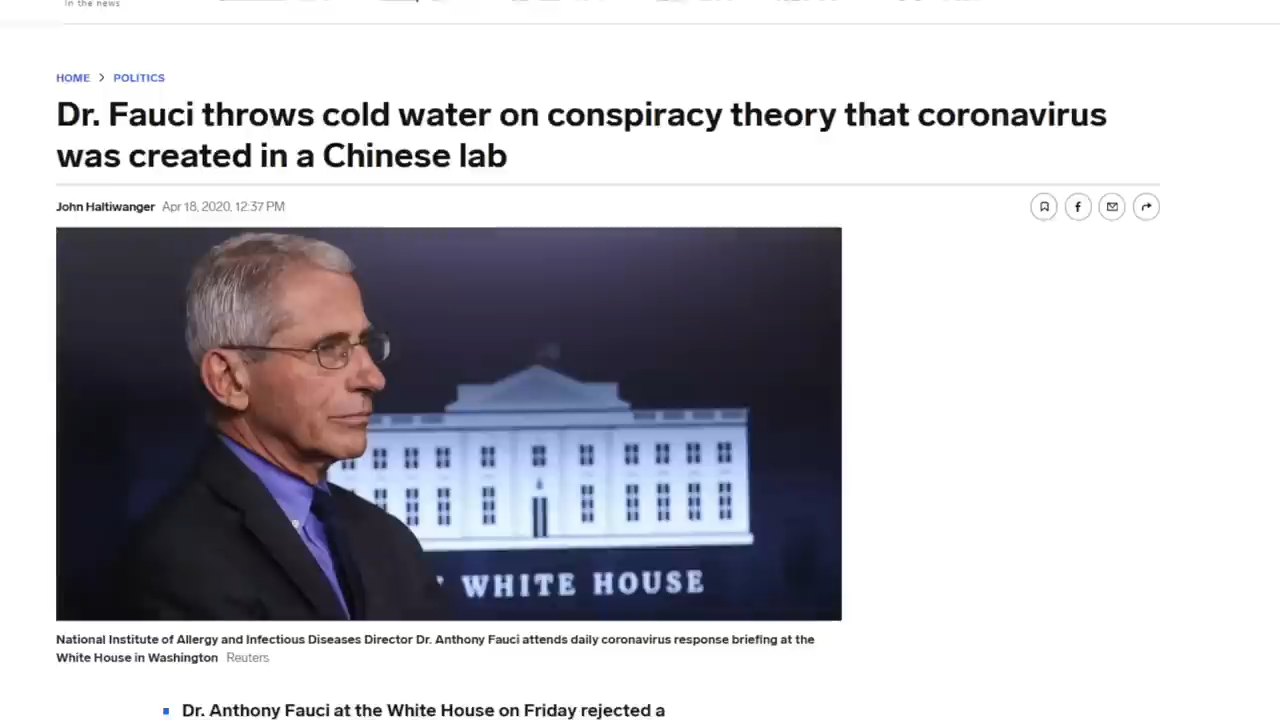 In the news
HOME > POLITICS
Dr. Fauci throws cold water on conspiracy theory that coronavirus
was created in a Chinese lab
John Haltiwanger Apr 18, 2020, 12:37 PM
WHITE HOUSE
National Institute of Allergy and Infectious Diseases Director Dr. Anthony Fauci attends daily coronavirus response briefing at the
White House in Washington Reuters
Dr. Anthony Fauci at the White House on Friday rejected a